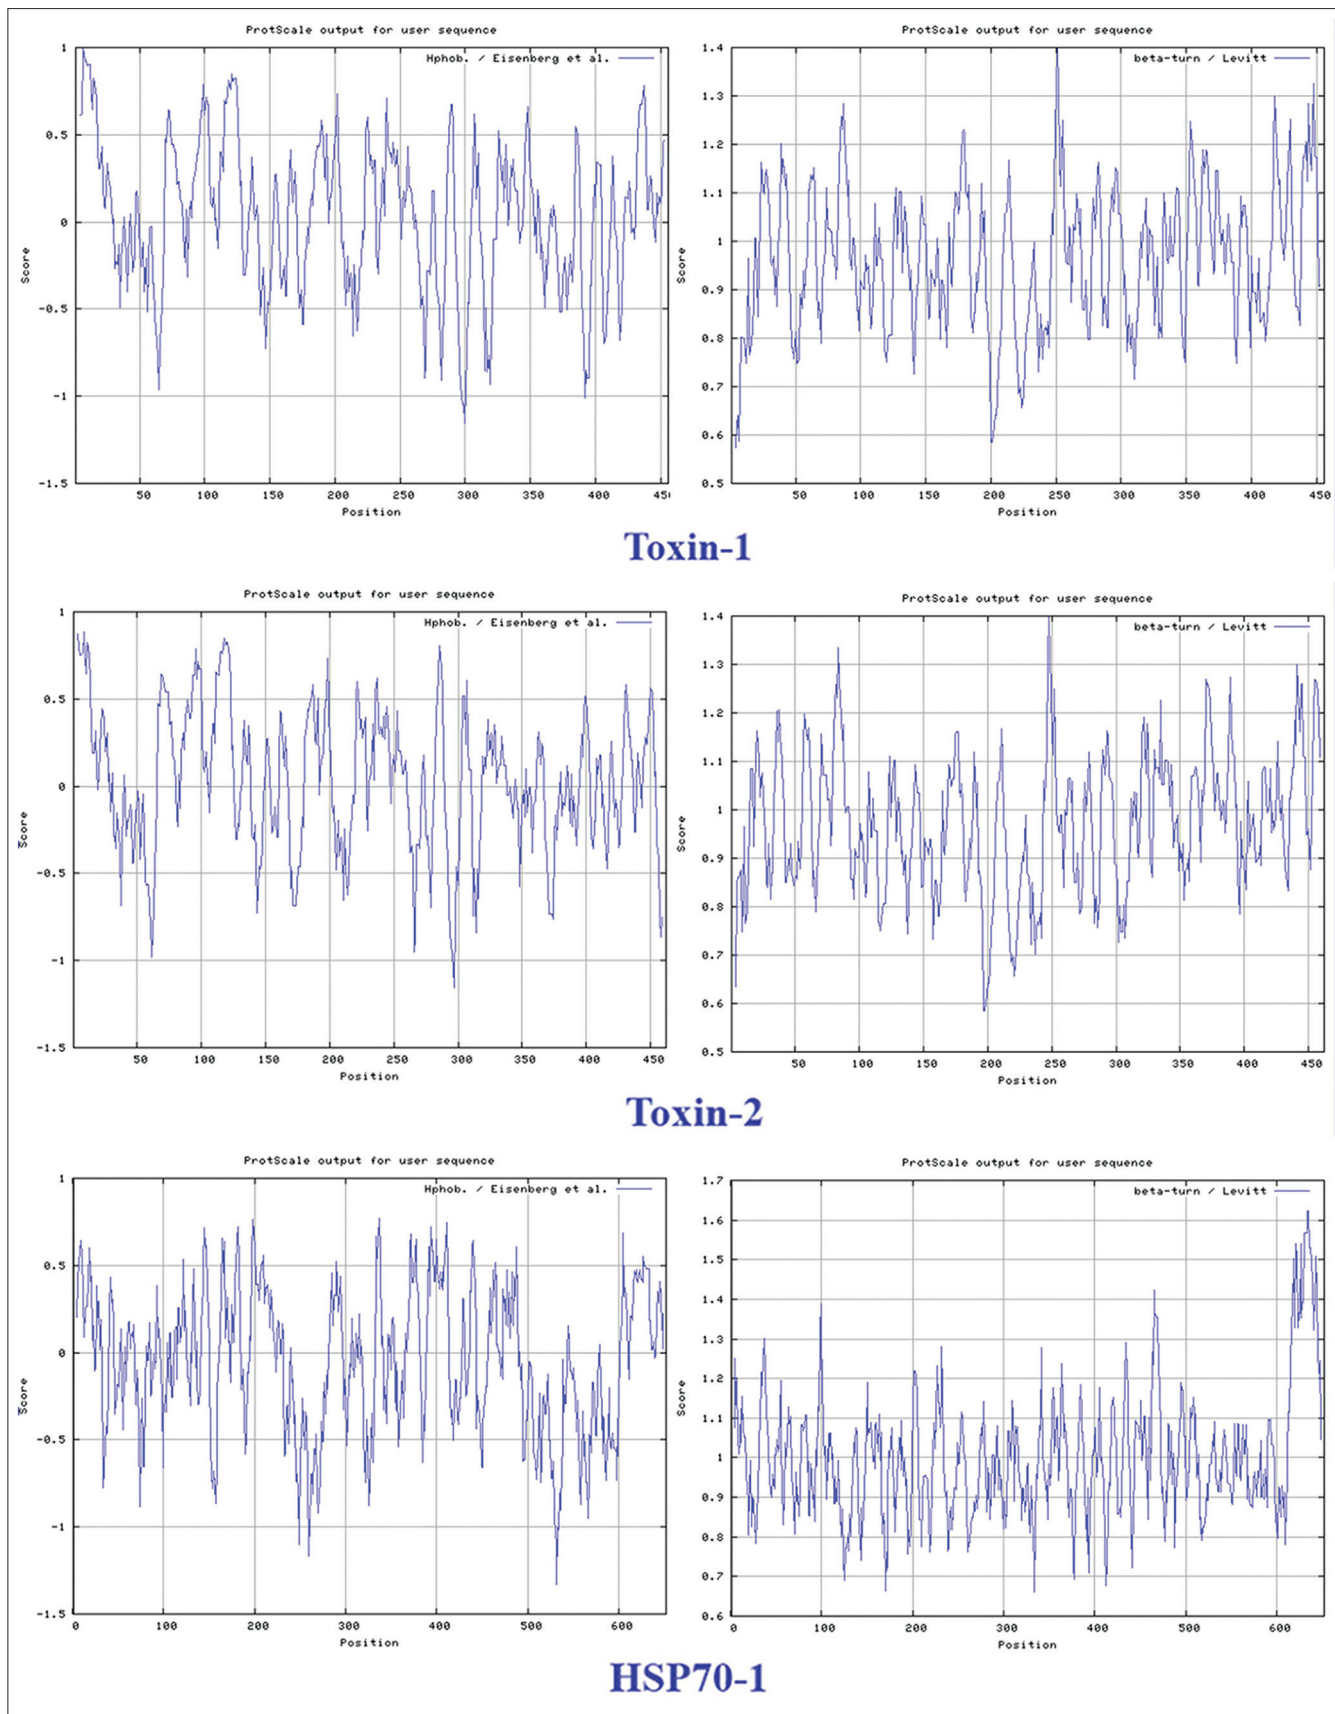 ProtScale output for user sequence
Hphob. / Eisenberg et al.
1
0.5
0
-0.5
-1
-1.5
Score
50 100 150 200 250 300 350 400 45
Position
ProtScale output for user sequence
beta-turn / Levitt
1.4
1.3
1.2
1.1
1
0.9
0.8
0.7
0.6
0.5
Score
50 100 150 200 250 300 350 400 450
Position
Toxin-1
ProtScale output for user sequence
Hphob. / Eisenberg et al.
1
0.5
0
-0.5
-1
-1.5
Score
50 100 150 200 250 300 350 400 450
Position
ProtScale output for user sequence
beta-turn / Levitt
1.4
1.3
1.2
1.1
1
0.9
0.8
0.7
0.6
0.5
Score
50 100 150 200 250 300 350 400 450
Position
Toxin-2
ProtScale output for user sequence
Hphob. / Eisenberg et al.
1
0.5
0
-0.5
-1
-1.5
Score
0 100 200 300 400 500 600
Position
ProtScale output for user sequence
beta-turn / Levitt
1.7
1.6
1.5
1.4
1.3
1.2
1.1
1
0.9
0.8
0.7
0.6
Score
0 100 200 300 400 500 600
Position
HSP70-1